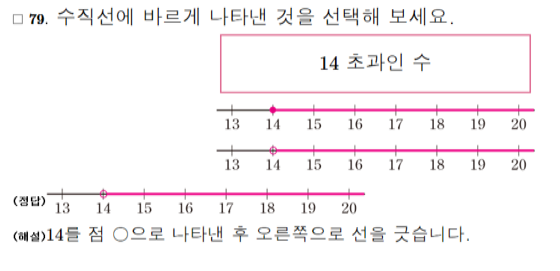 □ 79. 수직선에 바르게 나타낸 것을 선택해 보세요.
14 초과인 수
13 14 15 16 17 18 19 20
13 14 15 16 17 18 19 20
(정답) 13 14 15 16 17 18 19 20
(해설)14를 점 ○으로 나타낸 후 오른쪽으로 선을 긋습니다.